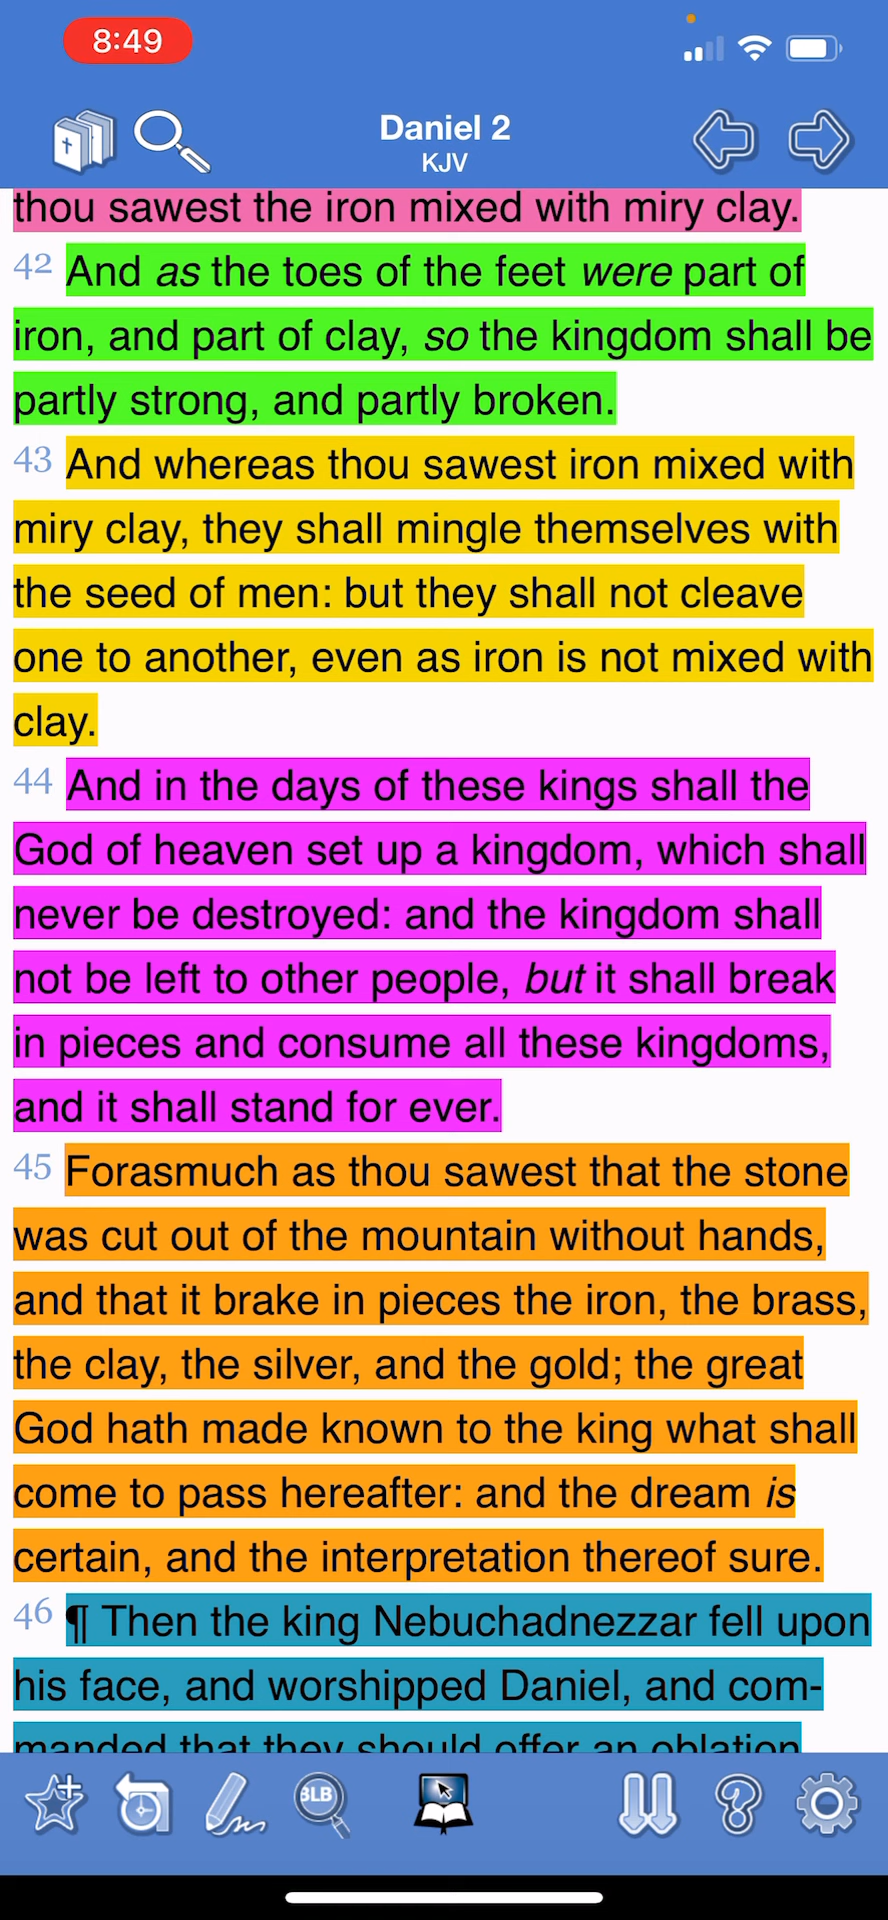 8:49
Daniel 2
KJV
thou sawest the iron mixed with miry clay.
42 And as the toes of the feet were part of
iron, and part of clay, so the kingdom shall be
partly strong, and partly broken.
43 And whereas thou sawest iron mixed with
miry clay, they shall mingle themselves with
the seed of men: but they shall not cleave
one to another, even as iron is not mixed with
clay.
44 And in the days of these kings shall the
God of heaven set up a kingdom, which shall
never be destroyed: and the kingdom shall
not be left to other people, but it shall break
in pieces and consume all these kingdoms,
and it shall stand for ever.
45 Forasmuch as thou sawest that the stone
was cut out of the mountain without hands,
and that it brake in pieces the iron, the brass,
the clay, the silver, and the gold; the great
God hath made known to the king what shall
come to pass hereafter: and the dream is
certain, and the interpretation thereof sure.
46 ¶ Then the king Nebuchadnezzar fell upon
his face, and worshipped Daniel, and com-
manded that they should offer an oblation
BLB